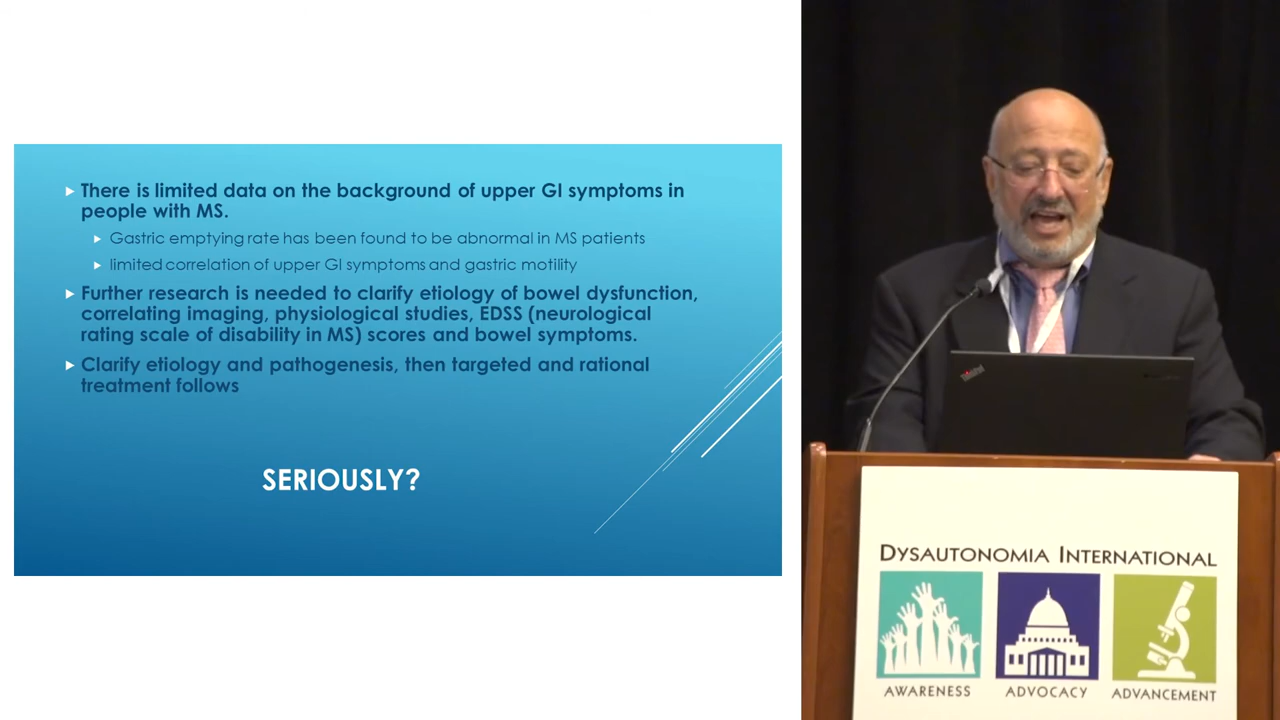 There is limited data on the background of upper GI symptoms in
people with MS.
Gastric emptying rate has been found to be abnormal in MS patients
limited correlation of upper GI symptoms and gastric motility
Further research is needed to clarify etiology of bowel dysfunction,
correlating imaging, physiological studies, EDSS (neurological
rating scale of disability in MS) scores and bowel symptoms.
Clarify etiology and pathogenesis, then targeted and rational
treatment follows
SERIOUSLY?
DYSAUTONOMIA INTERNATIONAL
AWARENESS
ADVOCACY
ADVANCEMENT